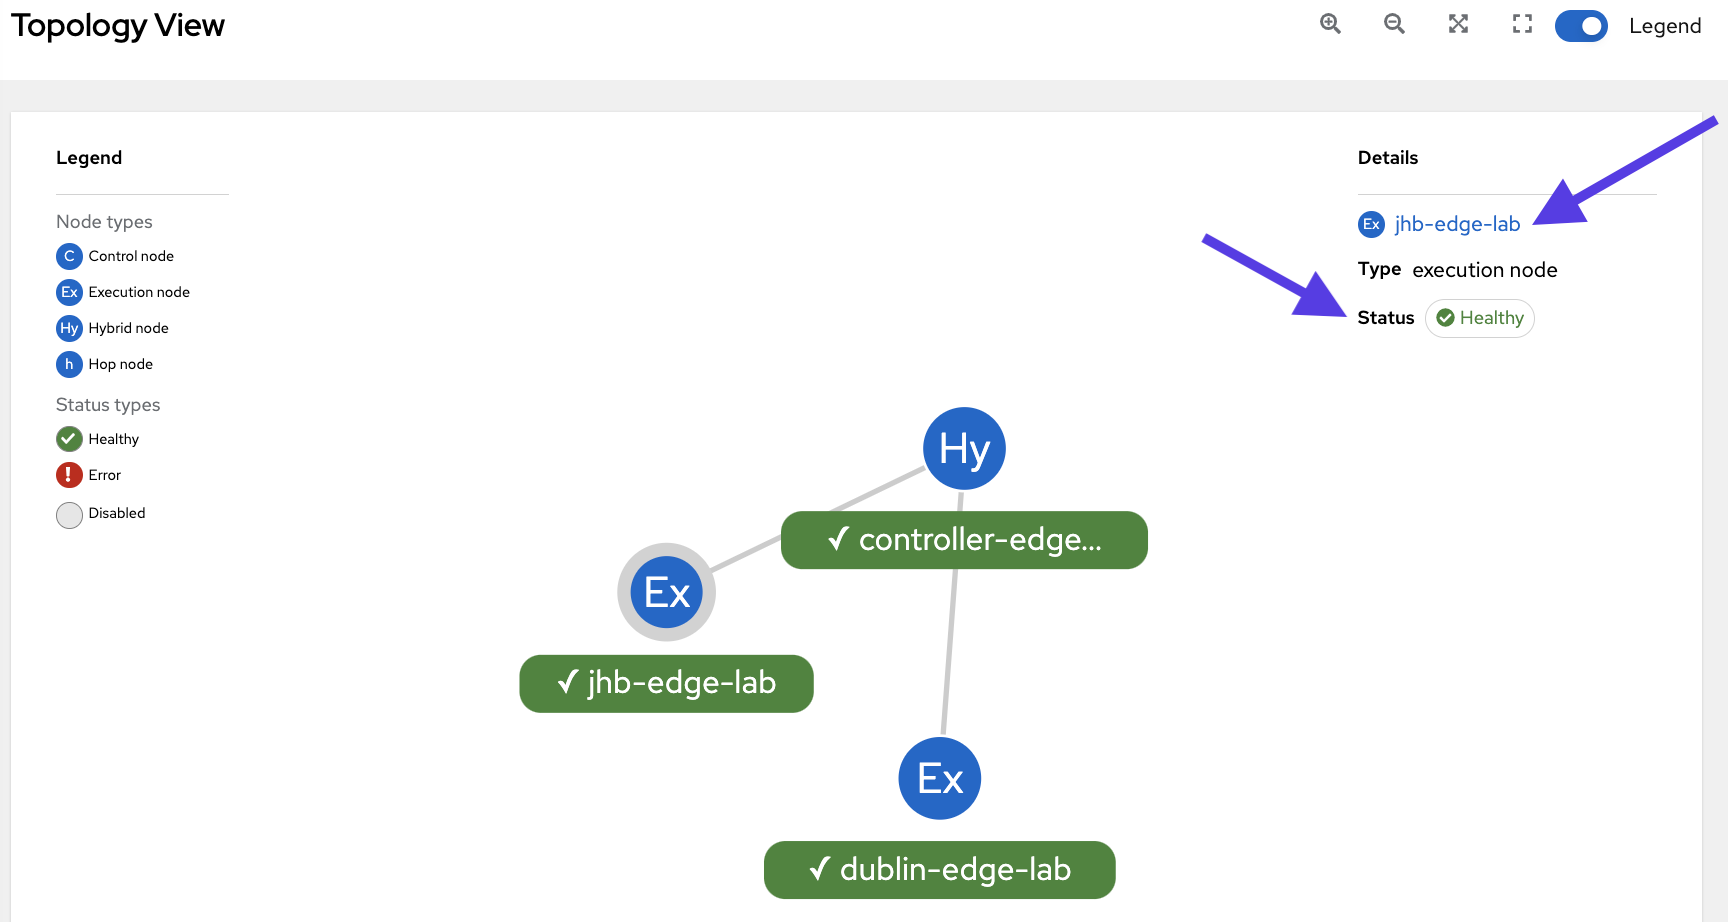 Topology View
Legend
Legend
Node types
C Control node
Ex Execution node
Hy Hybrid node
h Hop node
Status types
Healthy
! Error
Disabled
Details
Ex jhb-edge-lab
Type execution node
Status Healthy
Hy
✓ controller-edge...
Ex
✓ jhb-edge-lab
Ex
✓ dublin-edge-lab